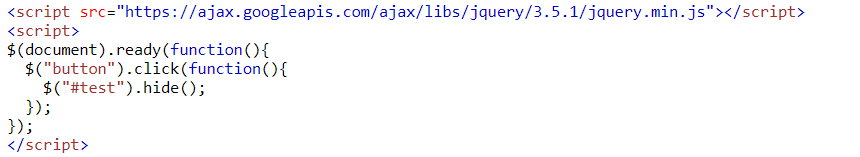 <script src="https://ajax.googleapis.com/ajax/libs/jquery/3.5.1/jquery.min.js"></script>
<script>
$(document).ready(function(){
  $("button").click(function(){
    $("#test").hide();
  });
});
</script>